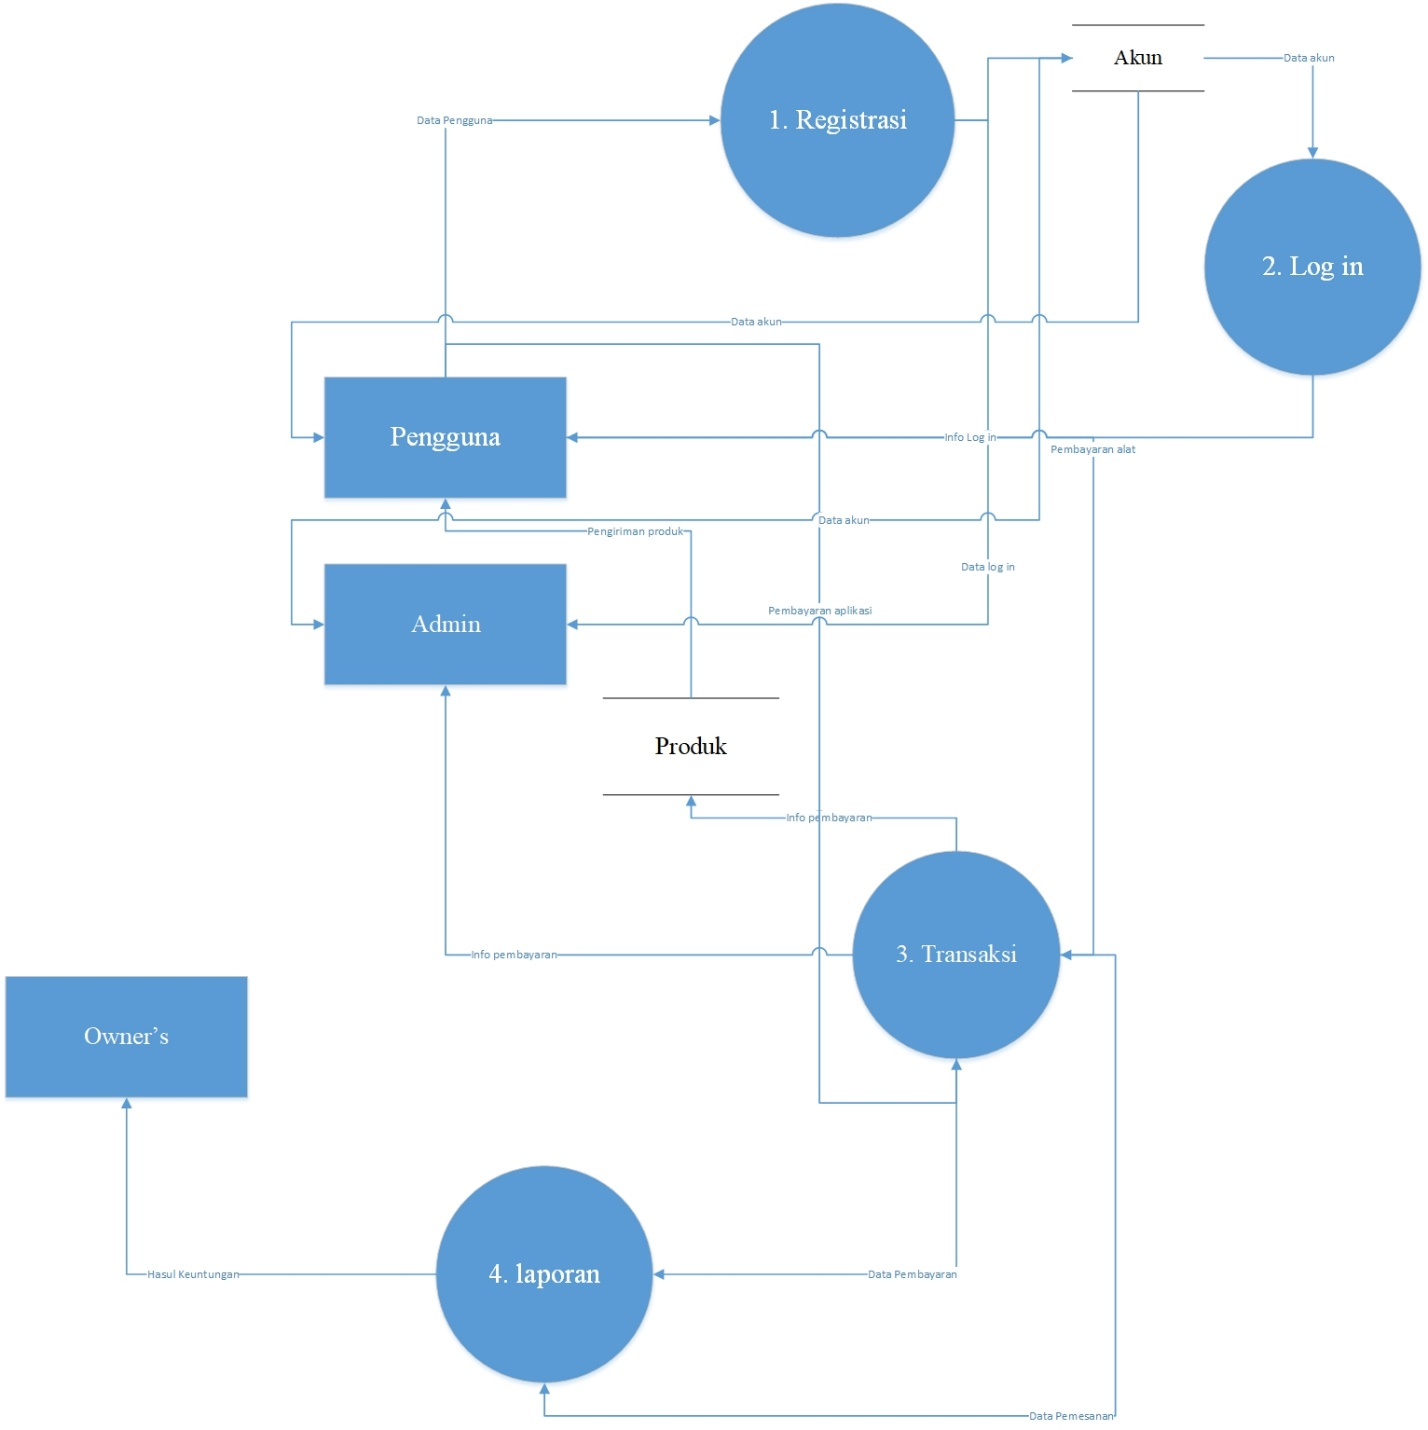 Akun
Data akun
1. Registrasi
Data Pengguna
2. Log in
Data akun
Pengguna
Info Log in
Pembayaran alat
Data akun
Pengiriman produk
Data log in
Pembayaran aplikasi
Admin
Produk
Info pembayaran
3. Transaksi
Info pembayaran
Owner’s
4. laporan
Hasul Keuntungan
Data Pembayaran
Data Pemesanan